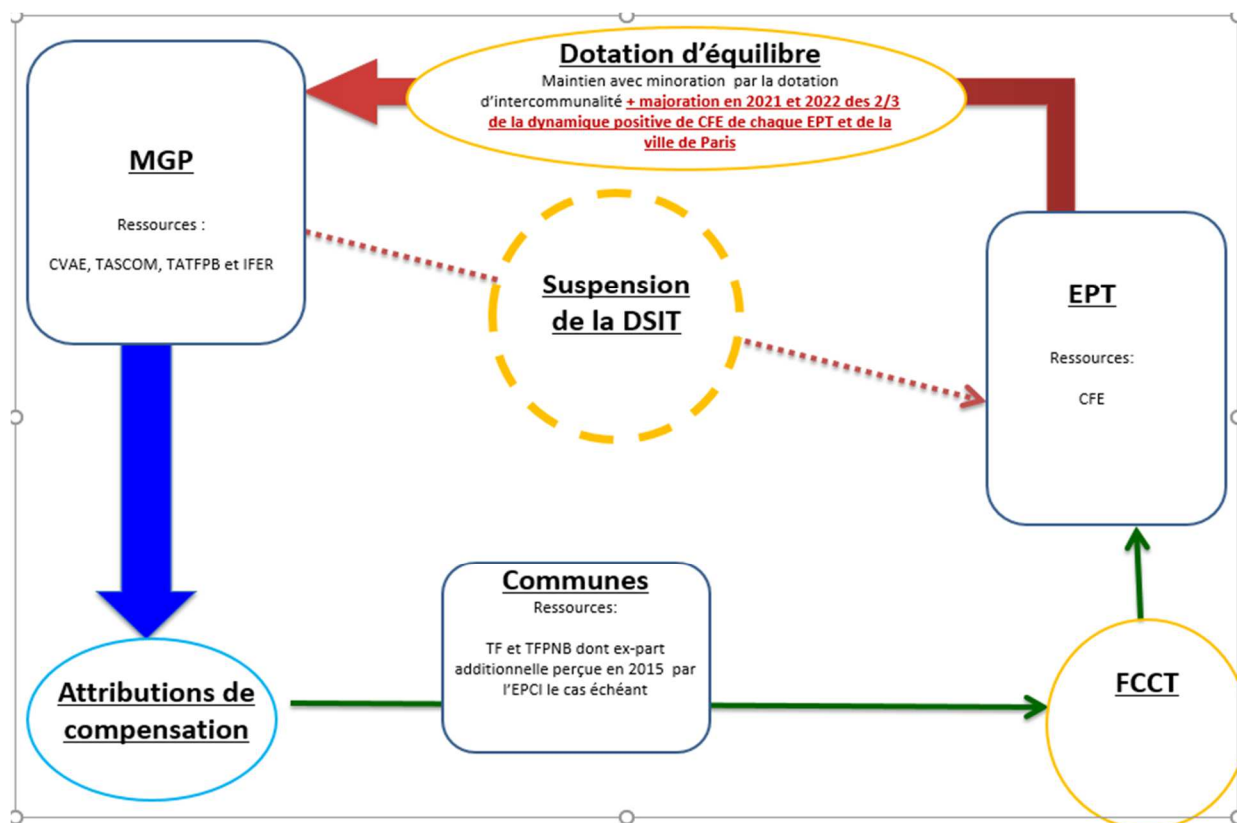 Dotation d'équilibre
Maintien avec minoration par la dotation
d'intercommunalité + majoration en 2021 et 2022 des 2/3
de la dynamique positive de CFE de chaque EPT et de la
ville de Paris
MGP
Ressources :
CVAE, TASCOM, TATFPB et IFER
Suspension
de la DSIT
EPT
Ressources:
CFE
Communes
Ressources:
TF et TFPNB dont ex-part
additionnelle perçue en 2015 par
l'EPCI le cas échéant
Attributions de
compensation
FCCT